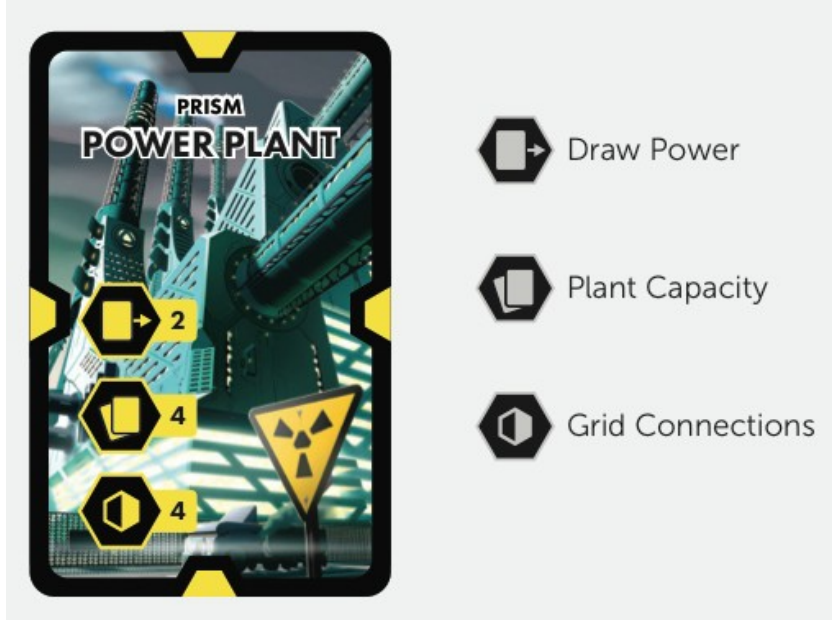 PRISM
POWER PLANT
2
4
4
Draw Power
Plant Capacity
Grid Connections